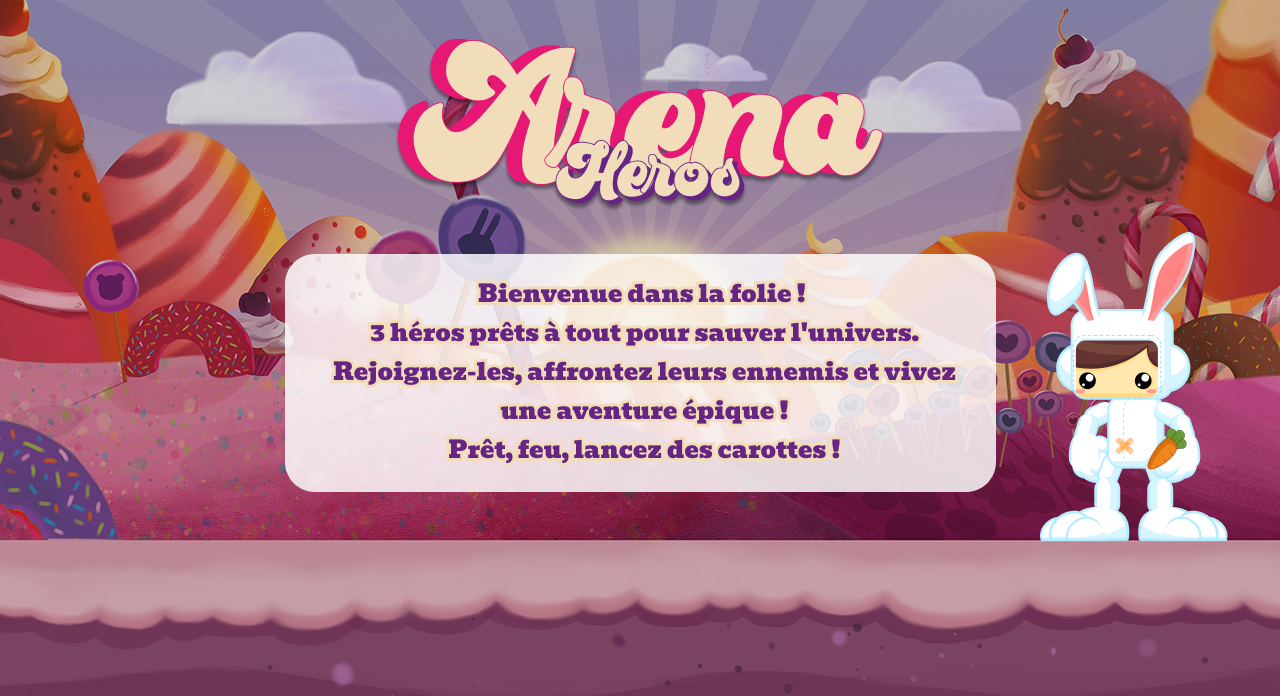 Arena
Heros
Bienvenue dans la folie !
3 héros prêts à tout pour sauver l'univers.
Rejoignez-les, affrontez leurs ennemis et vivez
une aventure épique !
Prêt, feu, lancez des carottes !